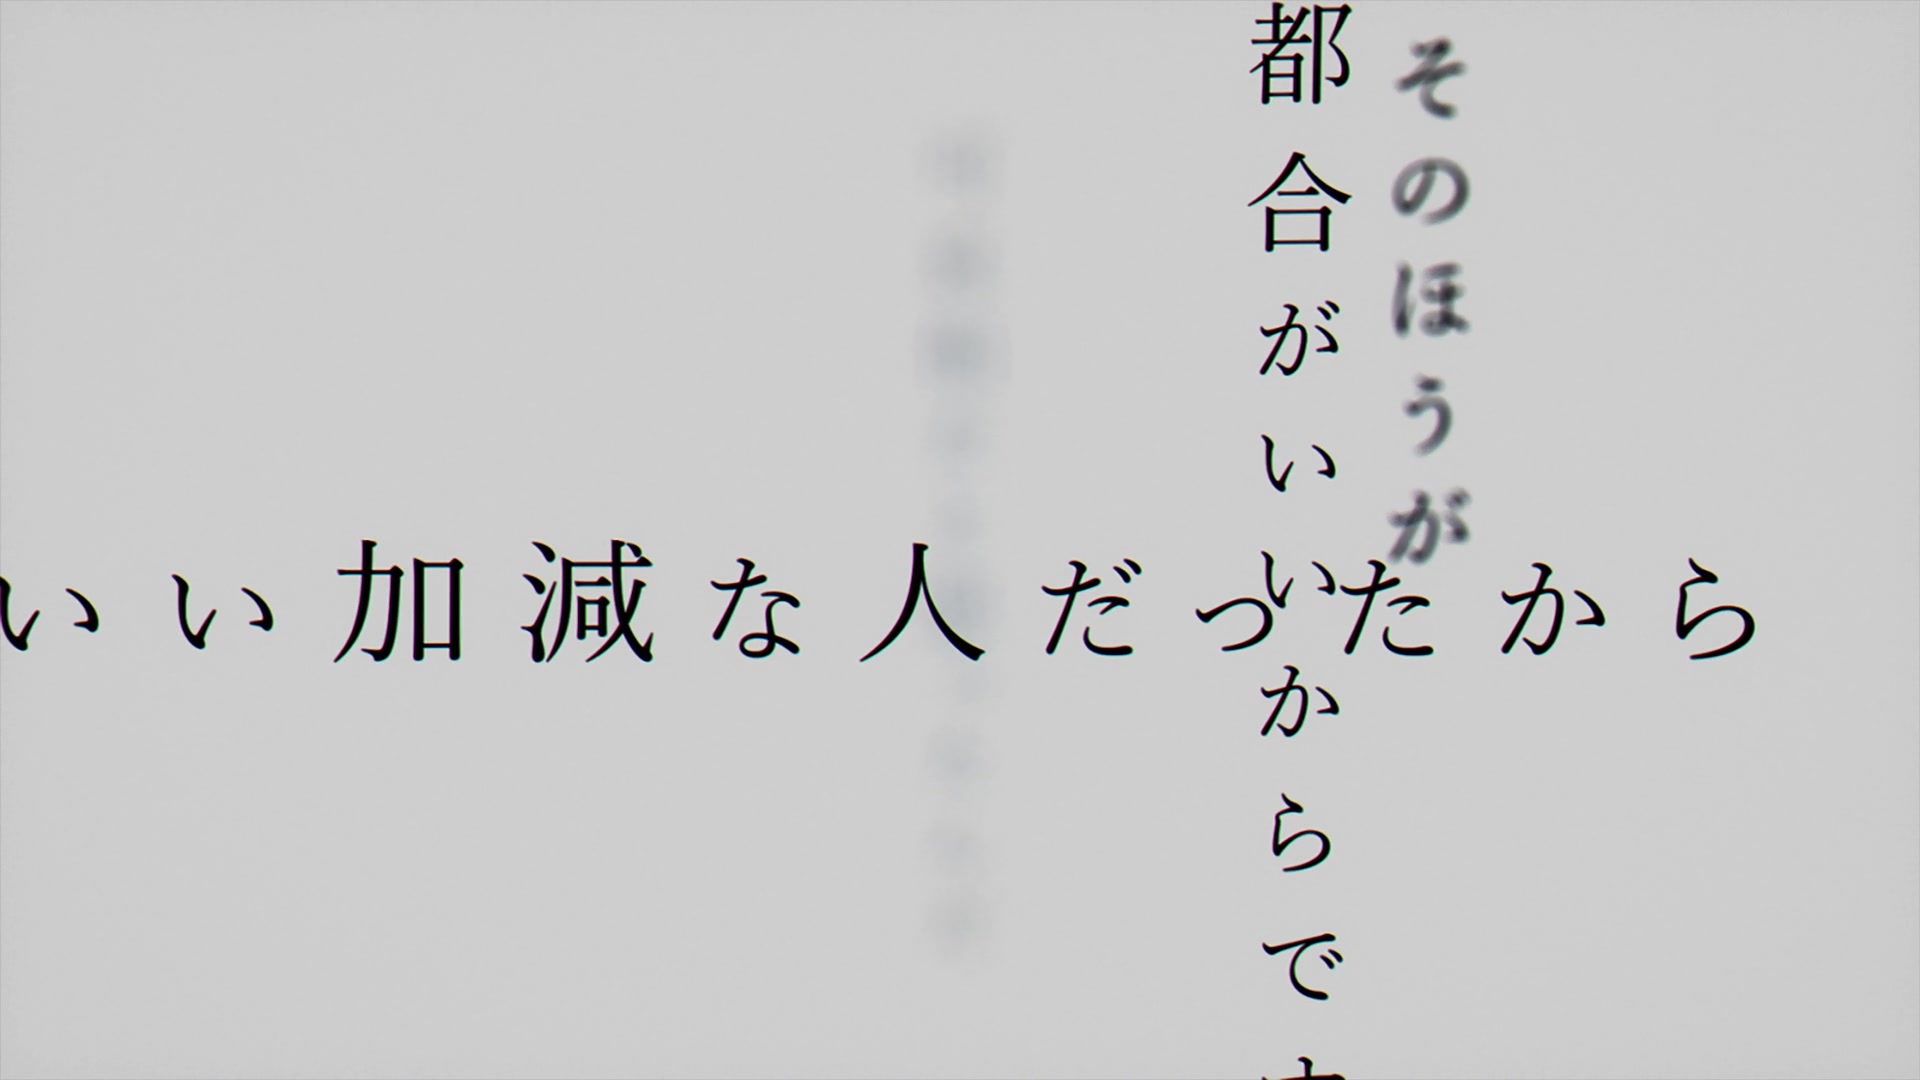 そのほうが
都合がいいからです
いい加減な人だったから